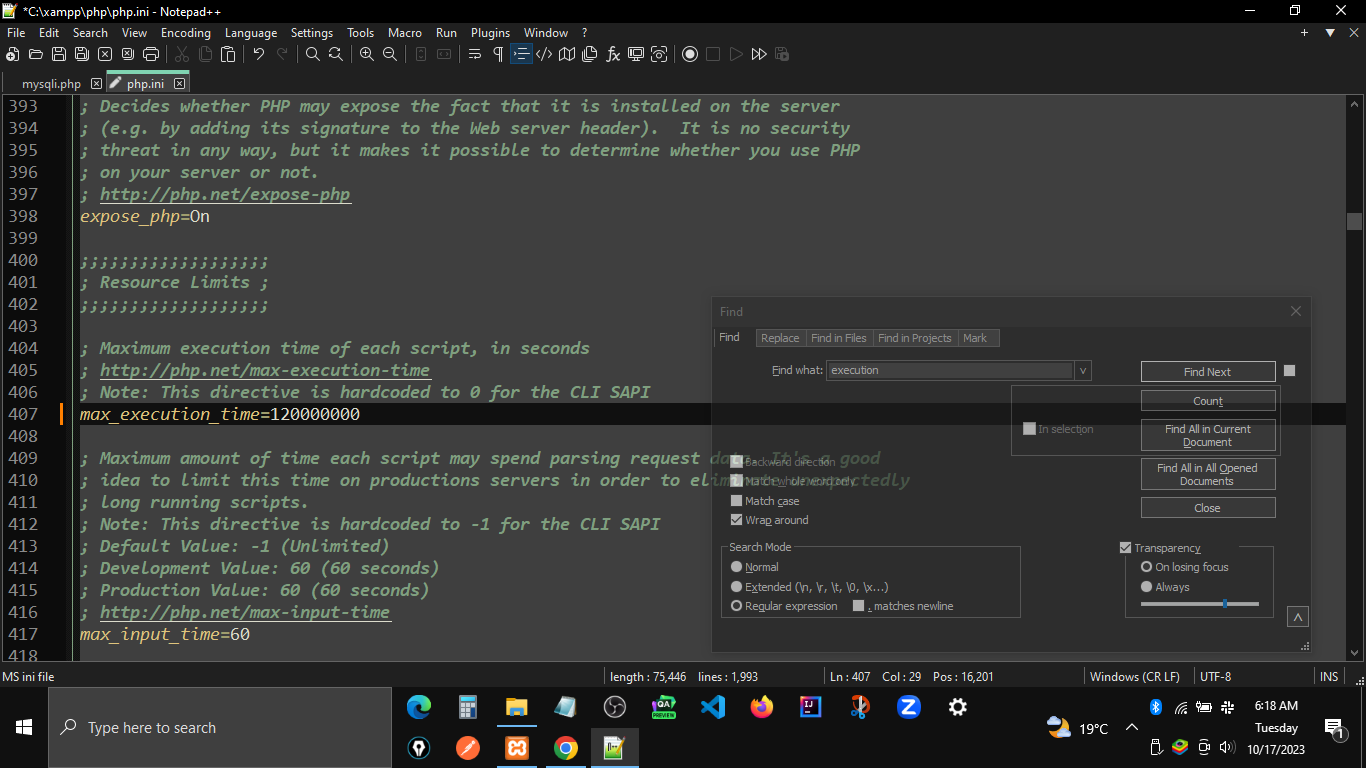 *C:\xampp\php\php.ini - Notepad++
File Edit Search View Encoding Language Settings Tools Macro Run Plugins Window ?
mysqli.php php.ini
393 ; Decides whether PHP may expose the fact that it is installed on the server
394 ; (e.g. by adding its signature to the Web server header).  It is no security
395 ; threat in any way, but it makes it possible to determine whether you use PHP
396 ; on your server or not.
397 ; http://php.net/expose-php
398 expose_php=On
399
400 ;;;;;;;;;;;;;;;;;;;
401 ; Resource Limits ;
402 ;;;;;;;;;;;;;;;;;;;
403
404 ; Maximum execution time of each script, in seconds
405 ; http://php.net/max-execution-time
406 ; Note: This directive is hardcoded to 0 for the CLI SAPI
407 max_execution_time=120000000
408
409 ; Maximum amount of time each script may spend parsing request data. It's a good
410 ; idea to limit this time on productions servers in order to eliminate unexpectedly
411 ; long running scripts.
412 ; Note: This directive is hardcoded to -1 for the CLI SAPI
413 ; Default Value: -1 (Unlimited)
414 ; Development Value: 60 (60 seconds)
415 ; Production Value: 60 (60 seconds)
416 ; http://php.net/max-input-time
417 max_input_time=60
418
Find
Find Replace Find in Files Find in Projects Mark
Find what: execution
Find Next
Count
In selection
Find All in Current Document
Find All in All Opened Documents
Close
Backward direction
Match whole word only
Match case
Wrap around
Search Mode
Normal
Extended (\n, \r, \t, \0, \x...)
Regular expression . matches newline
Transparency
On losing focus
Always
MS ini file length : 75,446 lines : 1,993 Ln : 407 Col : 29 Pos : 16,201 Windows (CR LF) UTF-8 INS
Type here to search
QA
PREVIEW
IJ
Z
19°C
6:18 AM
Tuesday
10/17/2023
1